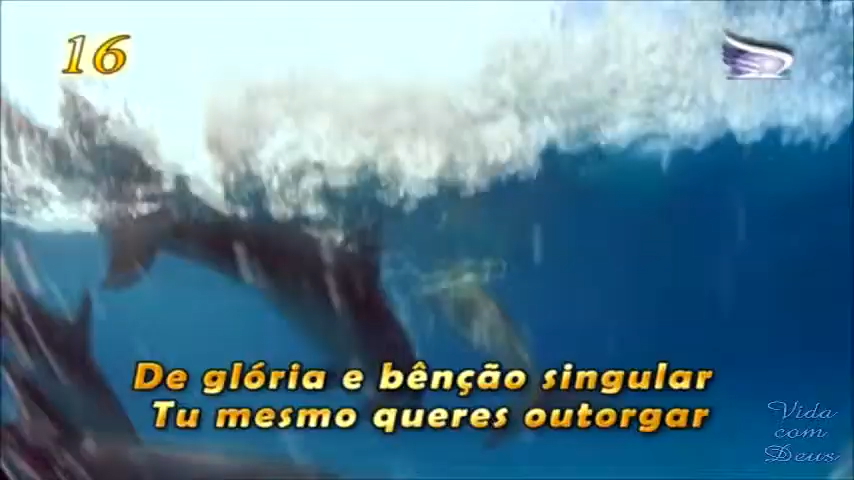 16
De glória e bênção singular
Tu mesmo queres outorgar
Vida
com
Deus